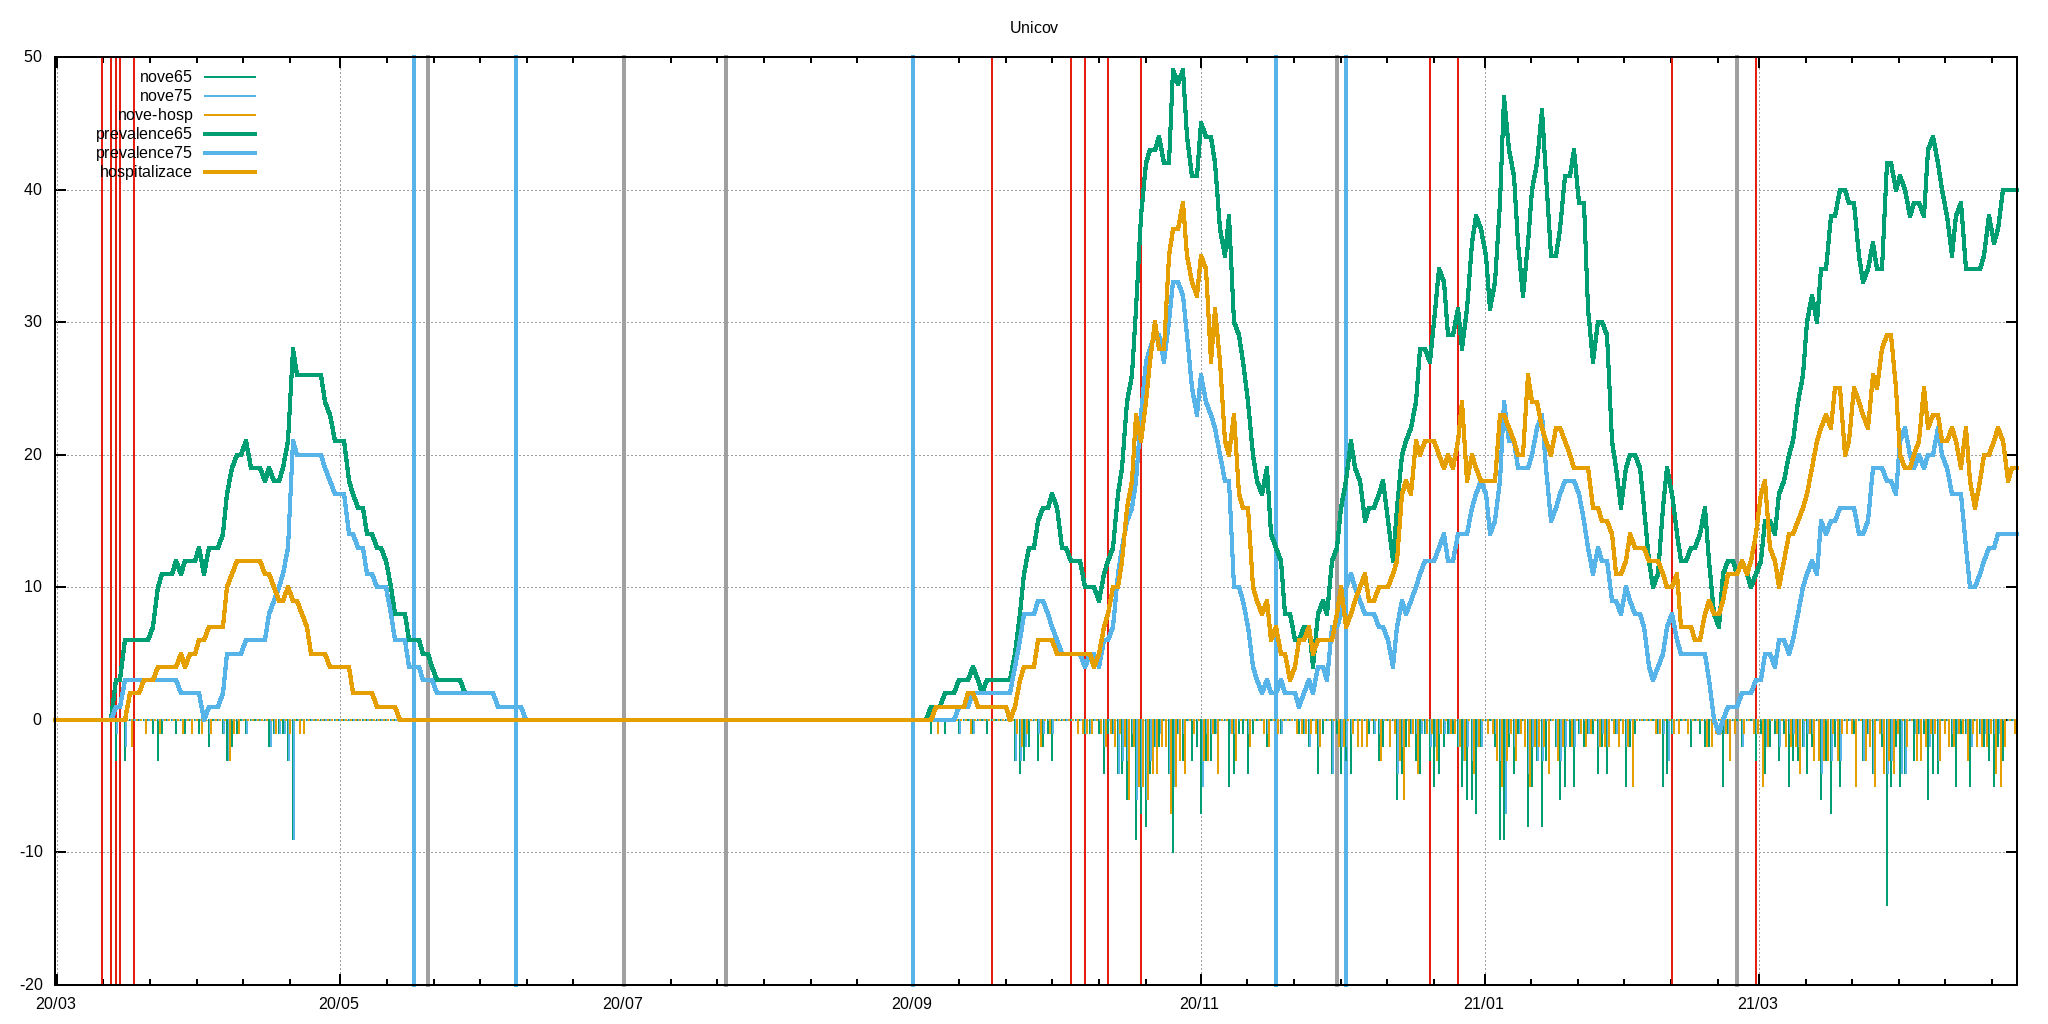 Unicov
50
nove65
nove75
nove-hosp
prevalence65
prevalence75
hospitalizace
40
30
20
10
0
-10
-20
20/03 20/05 20/07 20/09 20/11 21/01 21/03